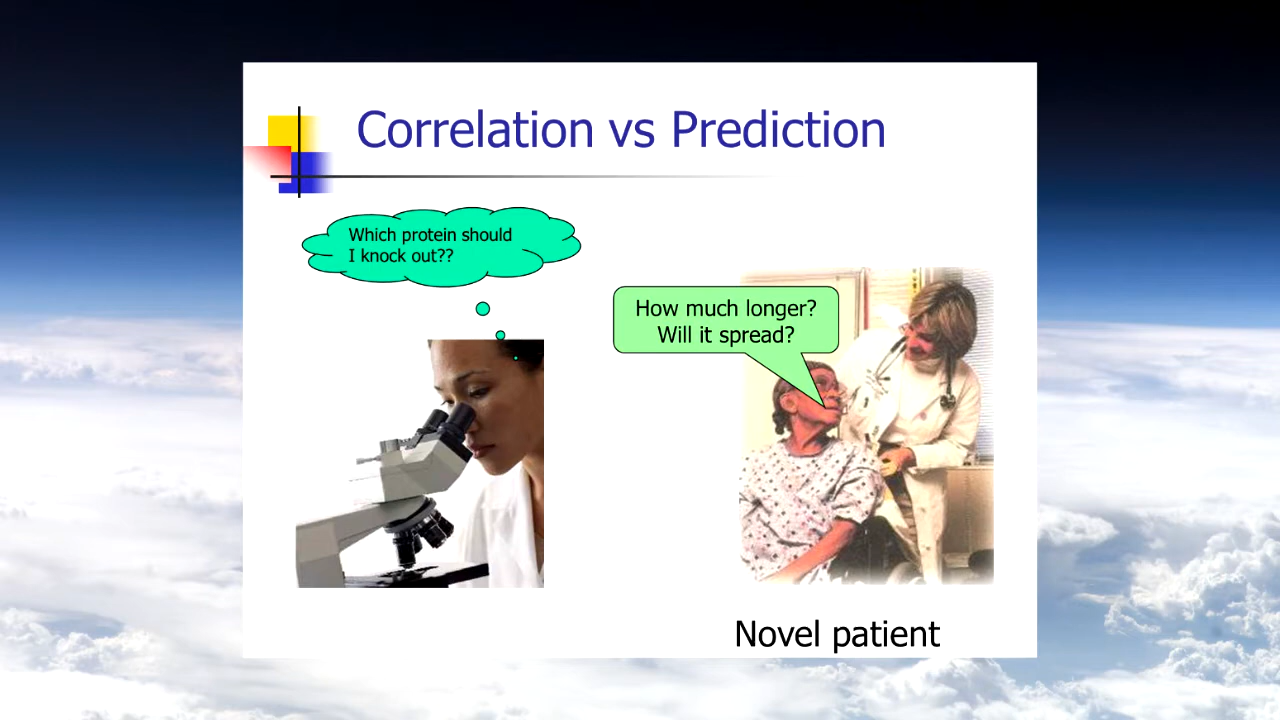 Correlation vs Prediction
Which protein should
I knock out??
How much longer?
Will it spread?
Novel patient